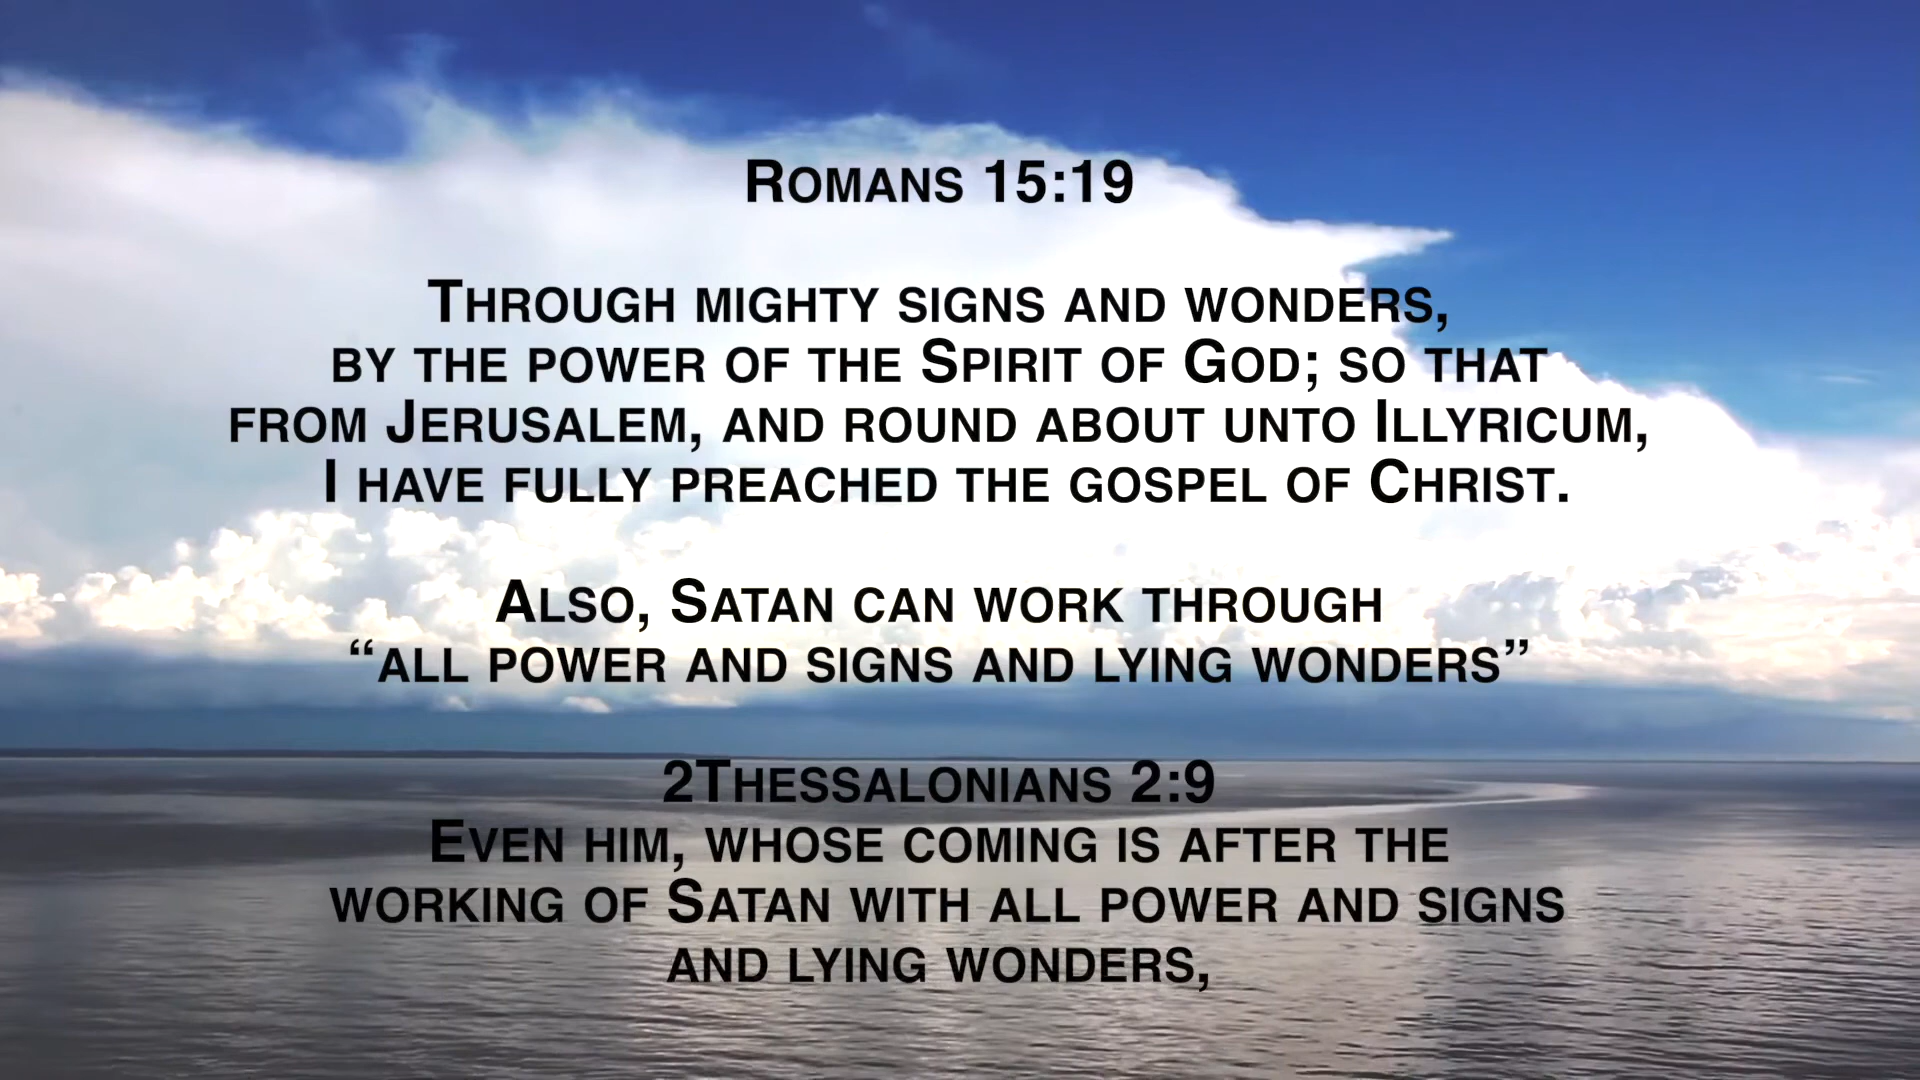 Romans 15:19
Through mighty signs and wonders,
by the power of the Spirit of God; so that
from Jerusalem, and round about unto Illyricum,
I have fully preached the gospel of Christ.
Also, Satan can work through
“all power and signs and lying wonders”
2Thessalonians 2:9
Even him, whose coming is after the
working of Satan with all power and signs
and lying wonders,